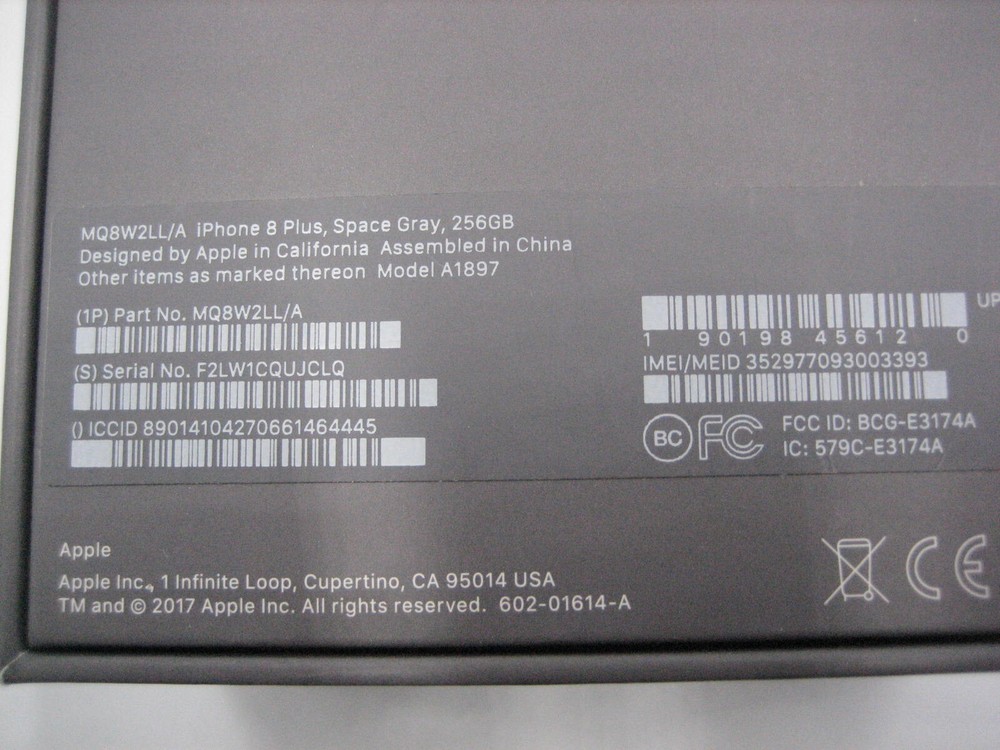 MQ8W2LL/A iPhone 8 Plus, Space Gray, 256GB
Designed by Apple in California Assembled in China
Other items as marked thereon Model A1897
(1P) Part No. MQ8W2LL/A
(S) Serial No. F2LW1CQUJCLQ
() ICCID 89014104270661464445
UP
1 90198 45612 0
IMEI/MEID 352977093003393
BC FC FCC ID: BCG-E3174A
IC: 579C-E3174A
Apple
Apple Inc., 1 Infinite Loop, Cupertino, CA 95014 USA
TM and © 2017 Apple Inc. All rights reserved. 602-01614-A
CE